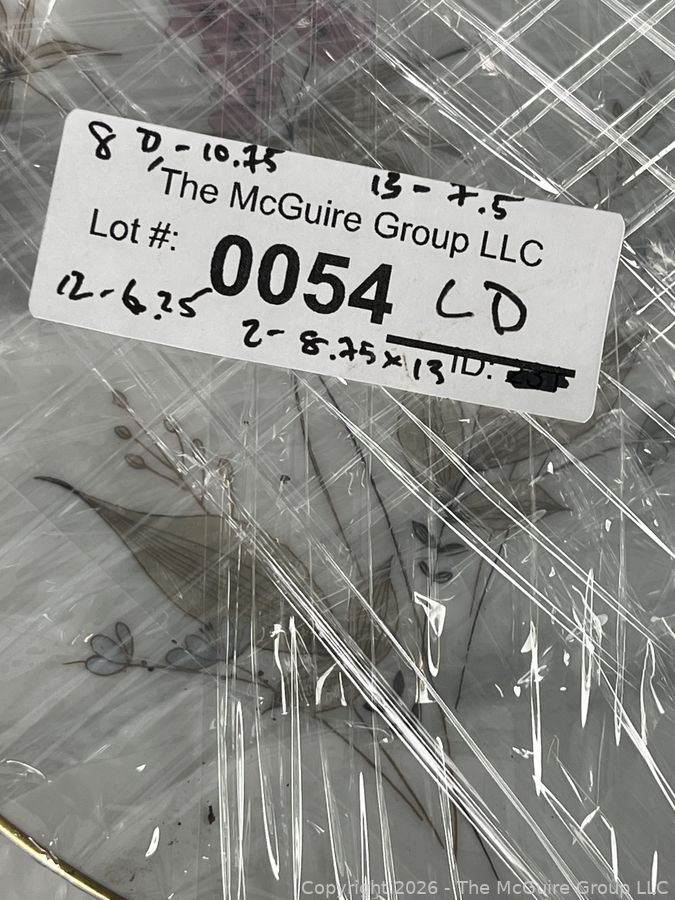 8 D - 10.75
13 - 7.5
The McGuire Group LLC
Lot #: 0054 LD
12 - 6.25
2 - 8.75 x 13
ID:
Copyright 2026 - The McGuire Group LLC